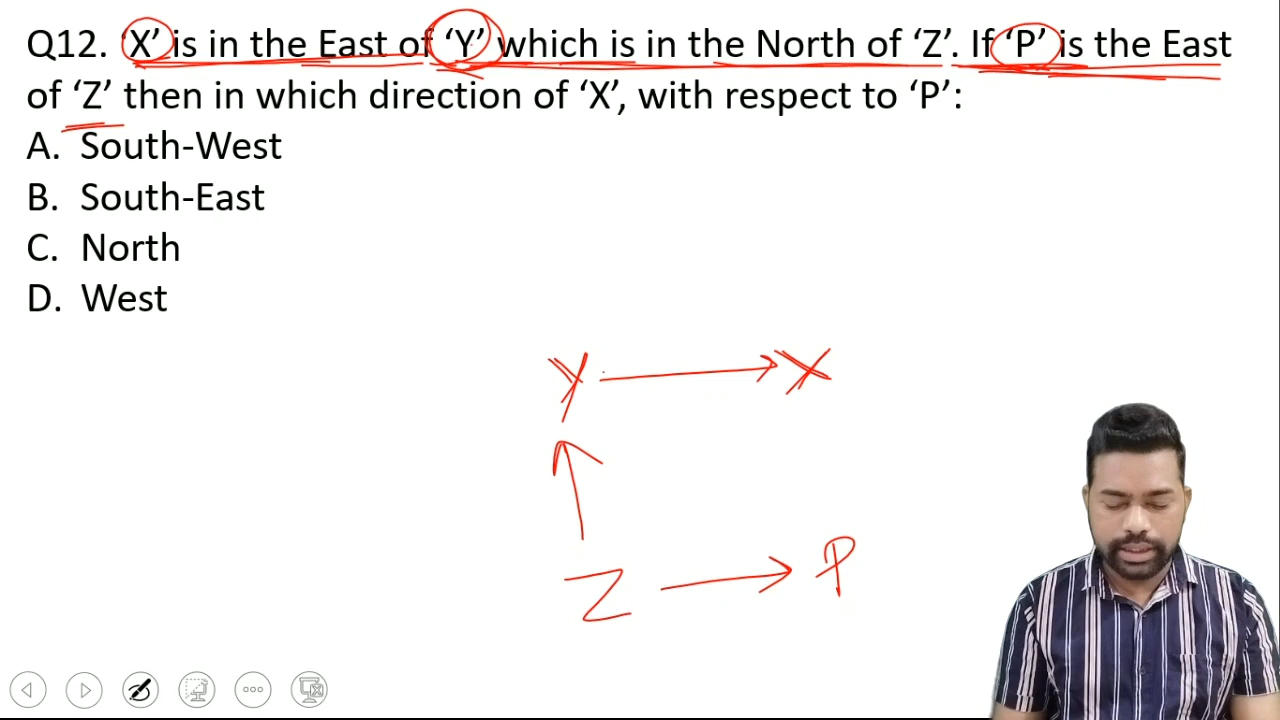 Q12. ‘X’ is in the East of ‘Y’ which is in the North of ‘Z’. If ‘P’ is the East
of ‘Z’ then in which direction of ‘X’, with respect to ‘P’:
A. South-West
B. South-East
C. North
D. West
Y X
Z P